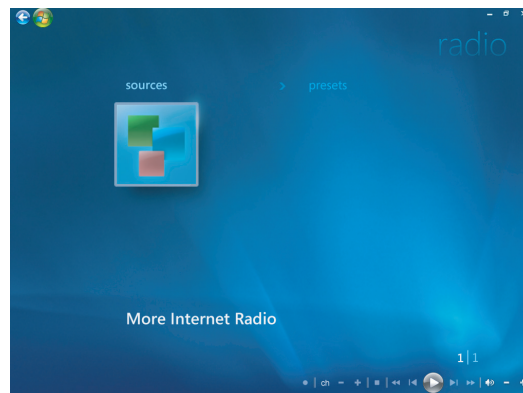 radio
sources > presets
More Internet Radio
1|1
ch